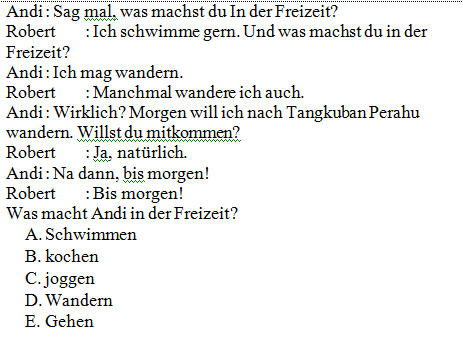 Andi : Sag mal, was machst du In der Freizeit?
Robert : Ich schwimme gern. Und was machst du in der
Freizeit?
Andi : Ich mag wandern.
Robert : Manchmal wandere ich auch.
Andi : Wirklich? Morgen will ich nach Tangkuban Perahu
wandern. Willst du mitkommen?
Robert : Ja, natürlich.
Andi : Na dann, bis morgen!
Robert : Bis morgen!
Was macht Andi in der Freizeit?
A. Schwimmen
B. kochen
C. joggen
D. Wandern
E. Gehen